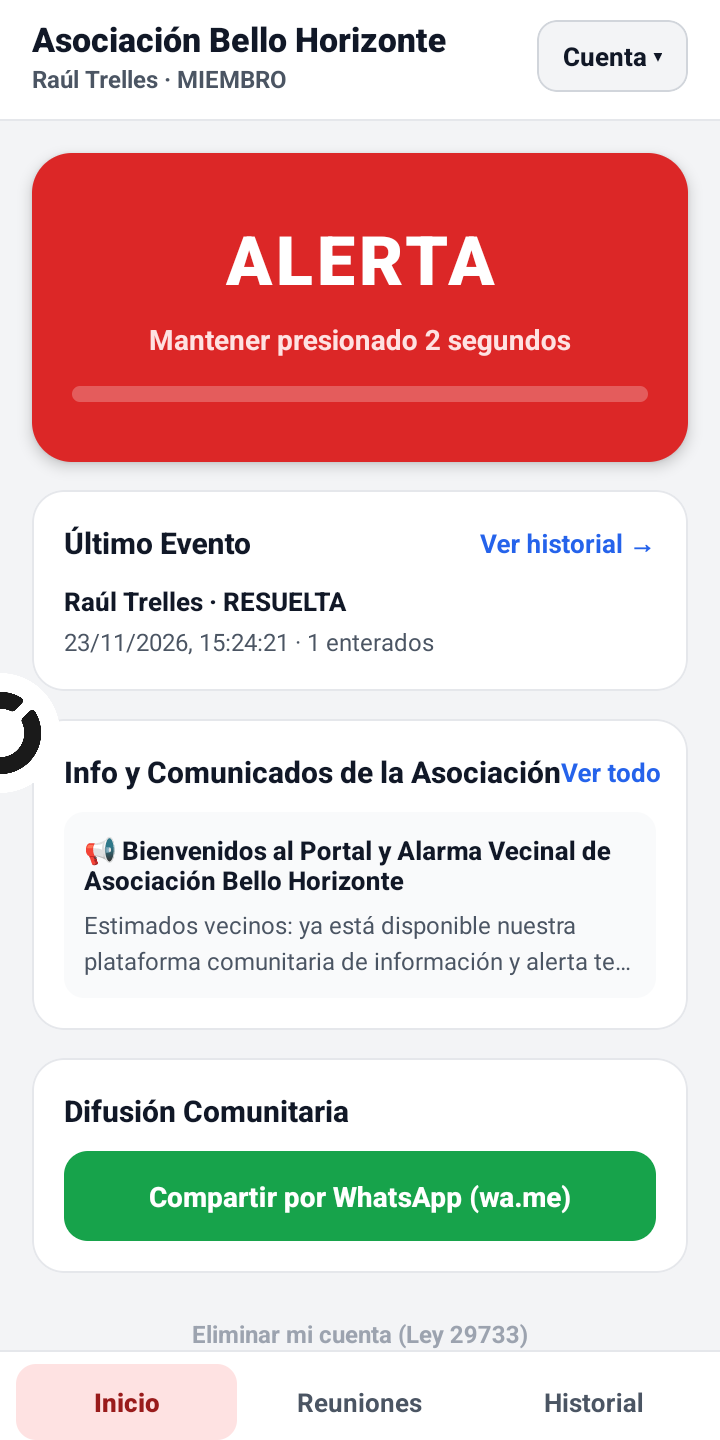 Asociación Bello Horizonte
Raúl Trelles · MIEMBRO
Cuenta ▾
ALERTA
Mantener presionado 2 segundos
Último Evento
Ver historial →
Raúl Trelles · RESUELTA
23/11/2026, 15:24:21 · 1 enterados
Info y Comunicados de la Asociación
Ver todo
📢 Bienvenidos al Portal y Alarma Vecinal de
Asociación Bello Horizonte
Estimados vecinos: ya está disponible nuestra
plataforma comunitaria de información y alerta te...
Difusión Comunitaria
Compartir por WhatsApp (wa.me)
Eliminar mi cuenta (Ley 29733)
Inicio
Reuniones
Historial